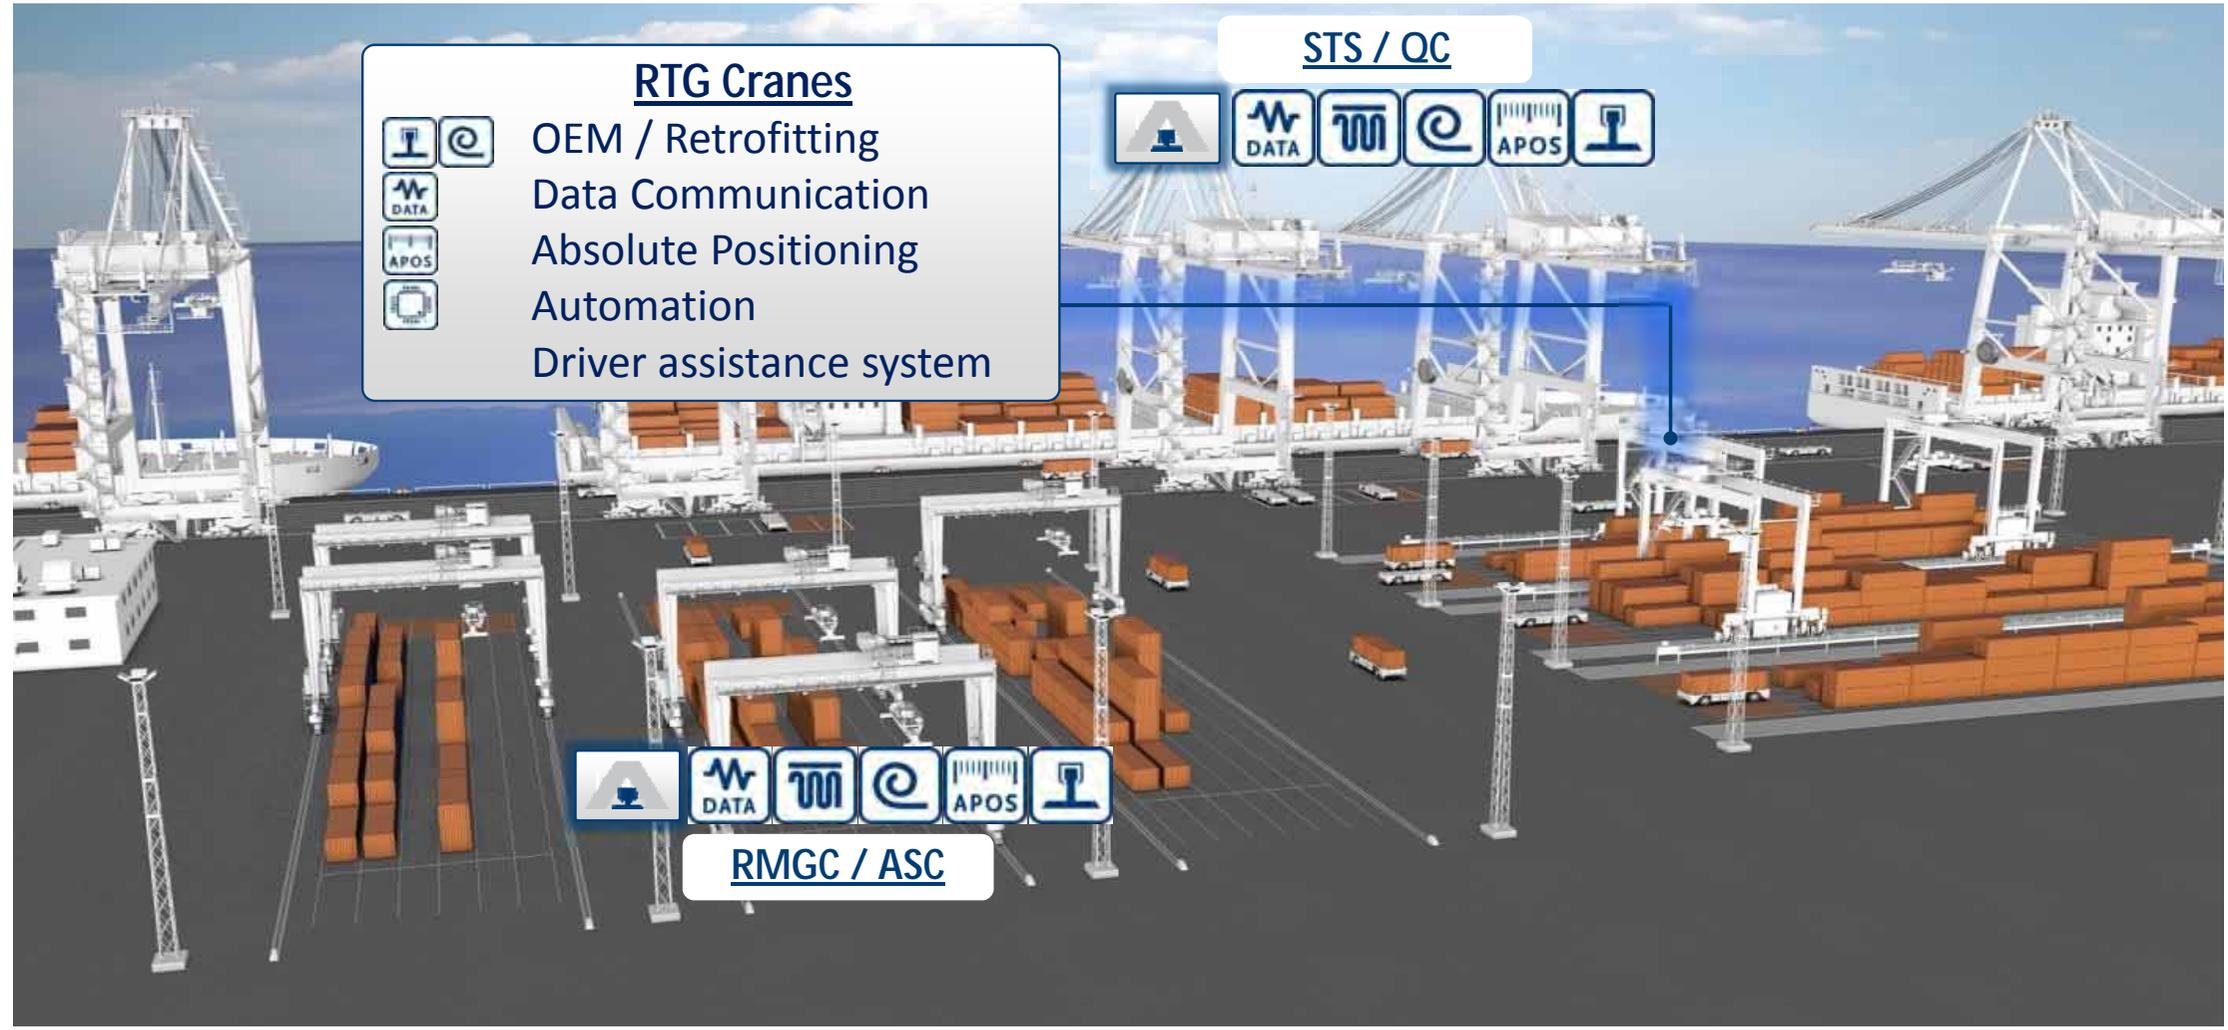 STS / QC
DATA
APOS
RTG Cranes
OEM / Retrofitting
DATA
Data Communication
APOS
Absolute Positioning
Automation
Driver assistance system
DATA
APOS
RMGC / ASC